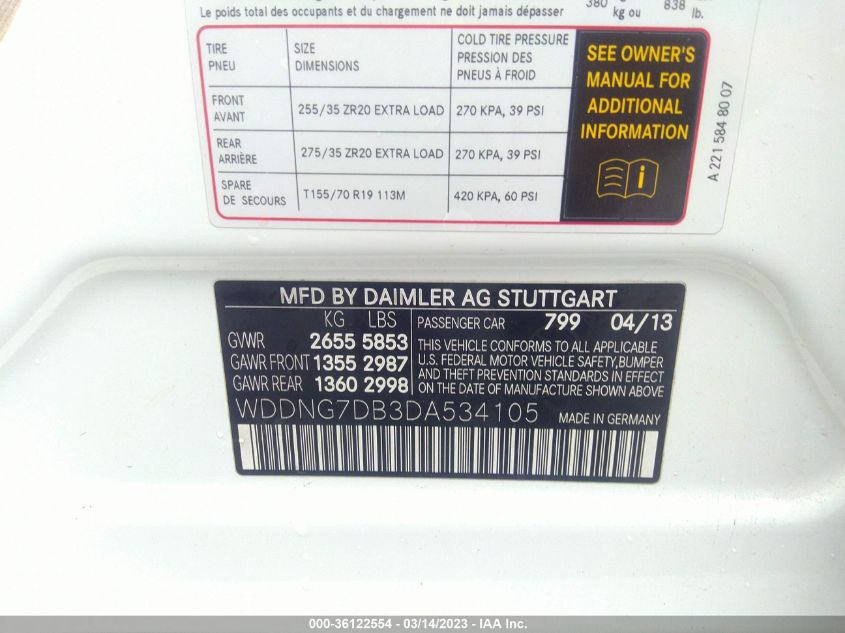 Le poids total des occupants et du chargement ne doit jamais dépasser 380 kg ou 838 lb.
TIRE PNEU
SIZE DIMENSIONS
COLD TIRE PRESSURE PRESSION DES PNEUS À FROID
FRONT AVANT
255/35 ZR20 EXTRA LOAD
270 KPA, 39 PSI
REAR ARRIÈRE
275/35 ZR20 EXTRA LOAD
270 KPA, 39 PSI
SPARE DE SECOURS
T155/70 R19 113M
420 KPA, 60 PSI
SEE OWNER'S
MANUAL FOR
ADDITIONAL
INFORMATION
i
A 221 584 80 07
MFD BY DAIMLER AG STUTTGART
KG LBS
GVWR 2655 5853
GAWR FRONT 1355 2987
GAWR REAR 1360 2998
PASSENGER CAR 799 04/13
THIS VEHICLE CONFORMS TO ALL APPLICABLE
U.S. FEDERAL MOTOR VEHICLE SAFETY,BUMPER
AND THEFT PREVENTION STANDARDS IN EFFECT
ON THE DATE OF MANUFACTURE SHOWN ABOVE
WDDNG7DB3DA534105 MADE IN GERMANY
000-36122554 - 03/14/2023 - IAA Inc.